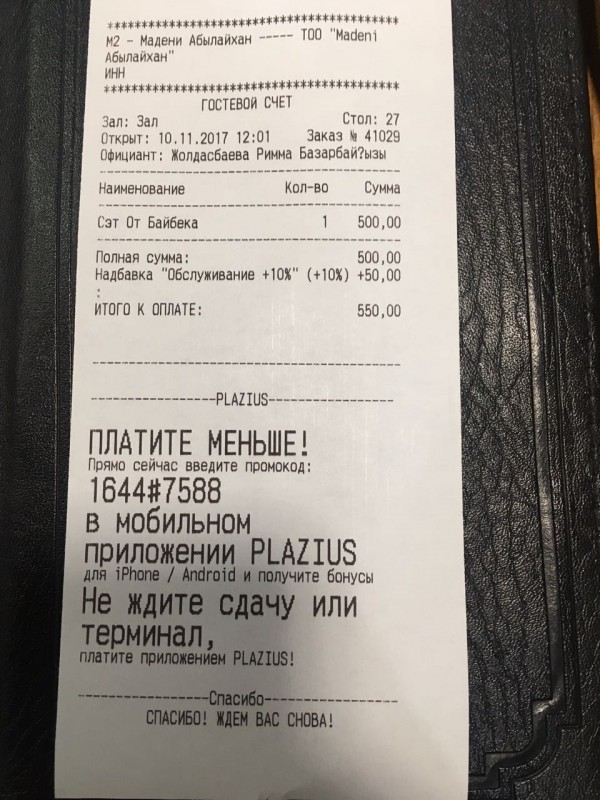 ****************************************
М2 - Мадени Абылайхан ----- ТОО "Madeni
Абылайхан"
ИНН
****************************************
ГОСТЕВОЙ СЧЕТ
Зал: Зал Стол: 27
Открыт: 10.11.2017 12:01 Заказ № 41029
Официант: Жолдасбаева Римма Базарбай?ызы
----------------------------------------
Наименование Кол-во Сумма
----------------------------------------
Сэт От Байбека 1 500,00
----------------------------------------
Полная сумма: 500,00
Надбавка "Обслуживание +10%" (+10%) +50,00
:
ИТОГО К ОПЛАТЕ: 550,00
----------------------------------------
----------------PLAZIUS-----------------
ПЛАТИТЕ МЕНЬШЕ!
Прямо сейчас введите промокод:
1644#7588
в мобильном
приложении PLAZIUS
для iPhone / Android и получите бонусы
Не ждите сдачу или
терминал,
платите приложением PLAZIUS!
----------------Спасибо-----------------
СПАСИБО! ЖДЕМ ВАС СНОВА!